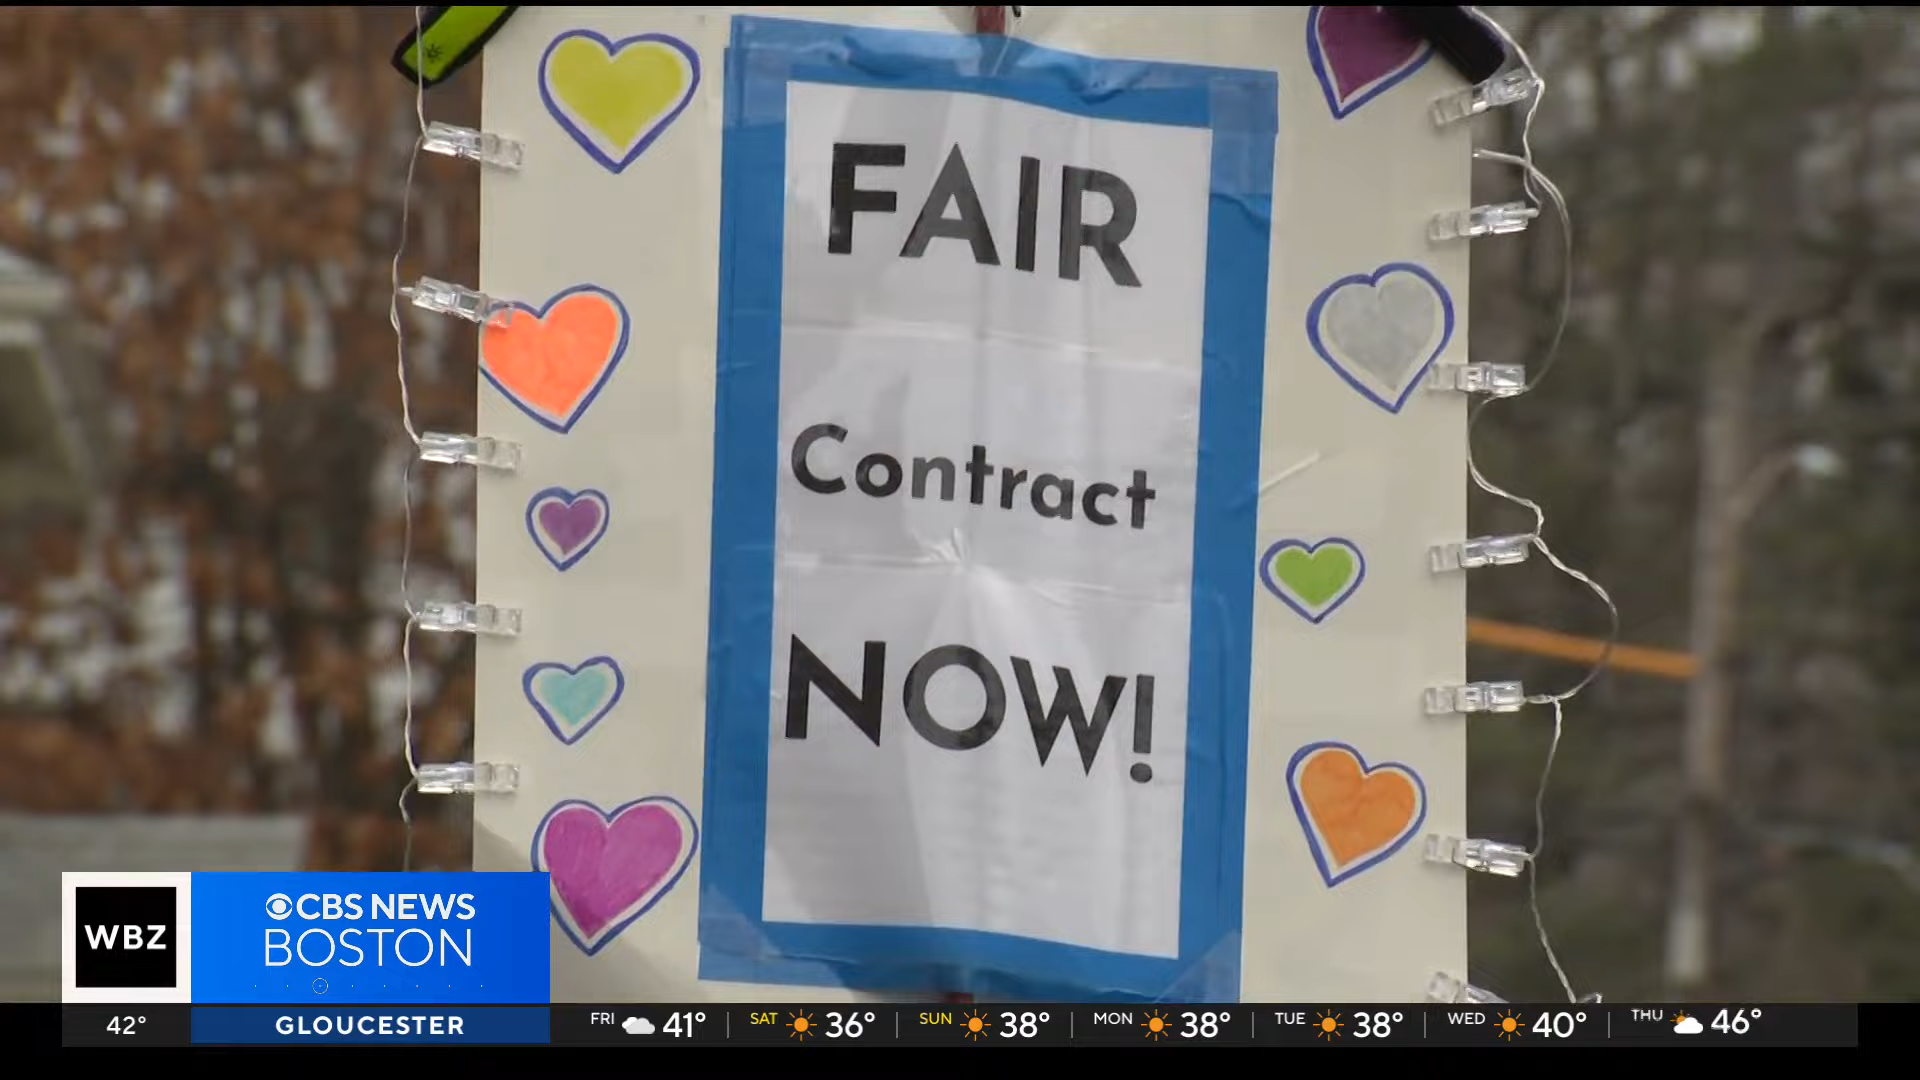 FAIR
Contract
NOW!
WBZ
CBS NEWS
BOSTON
42° GLOUCESTER FRI 41° SAT 36° SUN 38° MON 38° TUE 38° WED 40° THU 46°